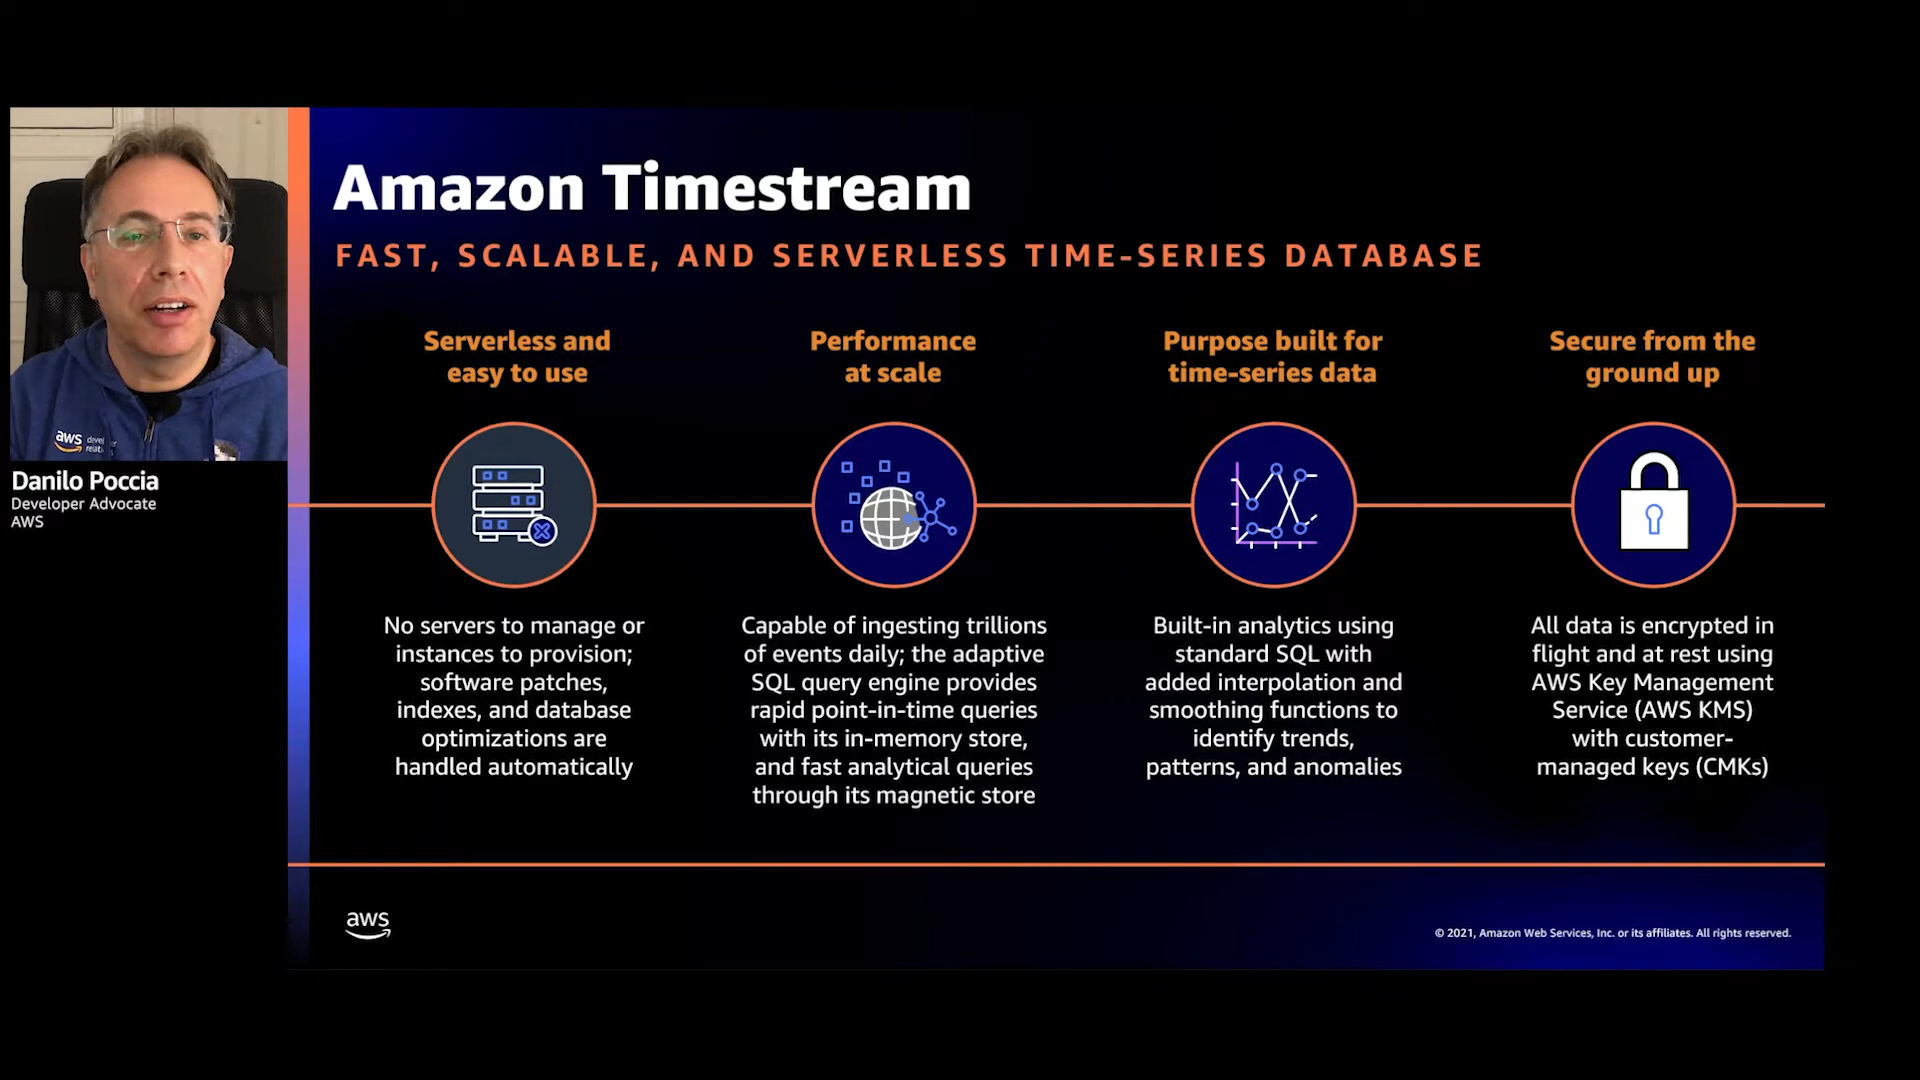 Amazon Timestream
FAST, SCALABLE, AND SERVERLESS TIME-SERIES DATABASE
Serverless and
easy to use
No servers to manage or
instances to provision;
software patches,
indexes, and database
optimizations are
handled automatically
Performance
at scale
Capable of ingesting trillions
of events daily; the adaptive
SQL query engine provides
rapid point-in-time queries
with its in-memory store,
and fast analytical queries
through its magnetic store
Purpose built for
time-series data
Built-in analytics using
standard SQL with
added interpolation and
smoothing functions to
identify trends,
patterns, and anomalies
Secure from the
ground up
All data is encrypted in
flight and at rest using
AWS Key Management
Service (AWS KMS)
with customer-
managed keys (CMKs)
aws
Danilo Poccia
Developer Advocate
AWS
aws
© 2021, Amazon Web Services, Inc. or its affiliates. All rights reserved.